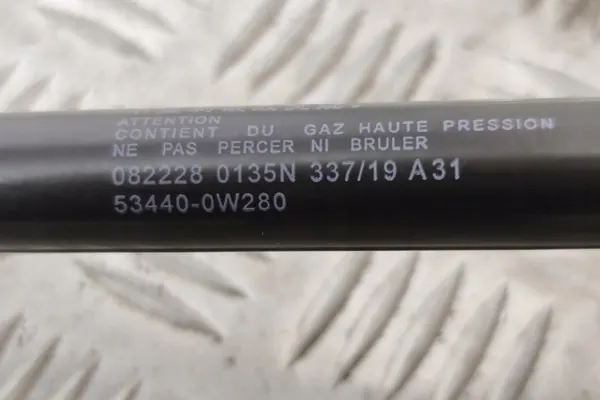 ATTENTION
CONTIENT DU GAZ HAUTE PRESSION
NE PAS PERCER NI BRULER
082228 0135N 337/19 A31
53440-0W280